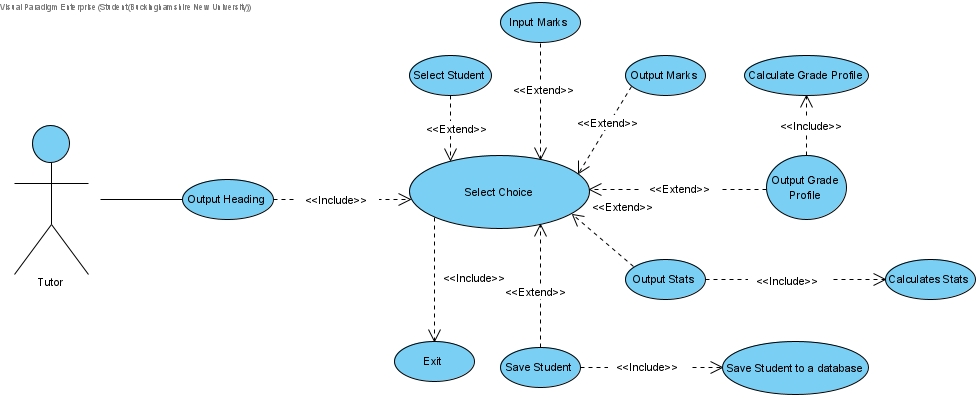 Visual Paradigm Enterprise (Student(Buckinghamshire New University))
Input Marks
Select Student
<<Extend>>
Output Marks
Calculate Grade Profile
<<Extend>>
<<Extend>>
<<Include>>
Output Grade
Profile
Select Choice
<<Extend>>
Output Heading
<<Include>>
<<Extend>>
Tutor
<<Include>>
<<Extend>>
Output Stats
<<Include>>
Calculates Stats
Exit
Save Student
<<Include>>
Save Student to a database